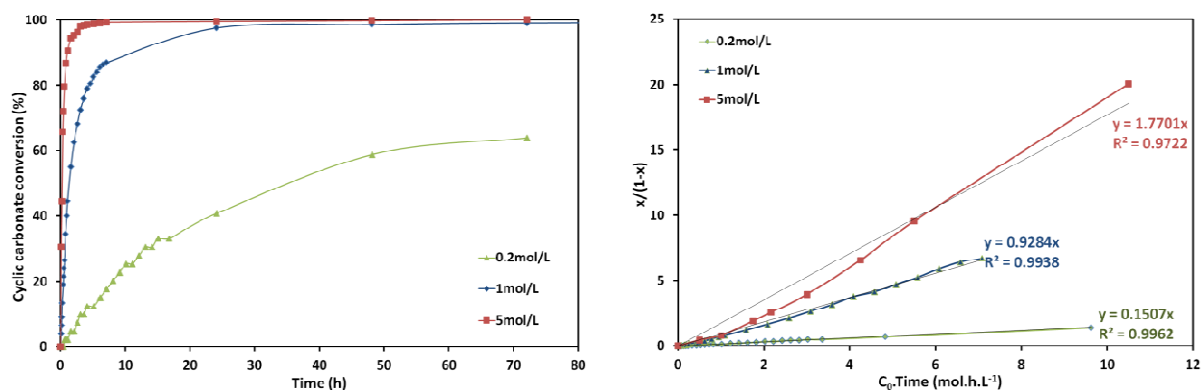 100
80
60
40
20
0
Cyclic carbonate conversion (%)
0.2mol/L
1mol/L
5mol/L
0 10 20 30 40 50 60 70 80
Time (h)
25
20
15
10
5
0
x/(1-x)
0.2mol/L
1mol/L
5mol/L
y = 1.7701x
R² = 0.9722
y = 0.9284x
R² = 0.9938
y = 0.1507x
R² = 0.9962
0 2 4 6 8 10 12
C₀.Time (mol.h.L⁻¹)